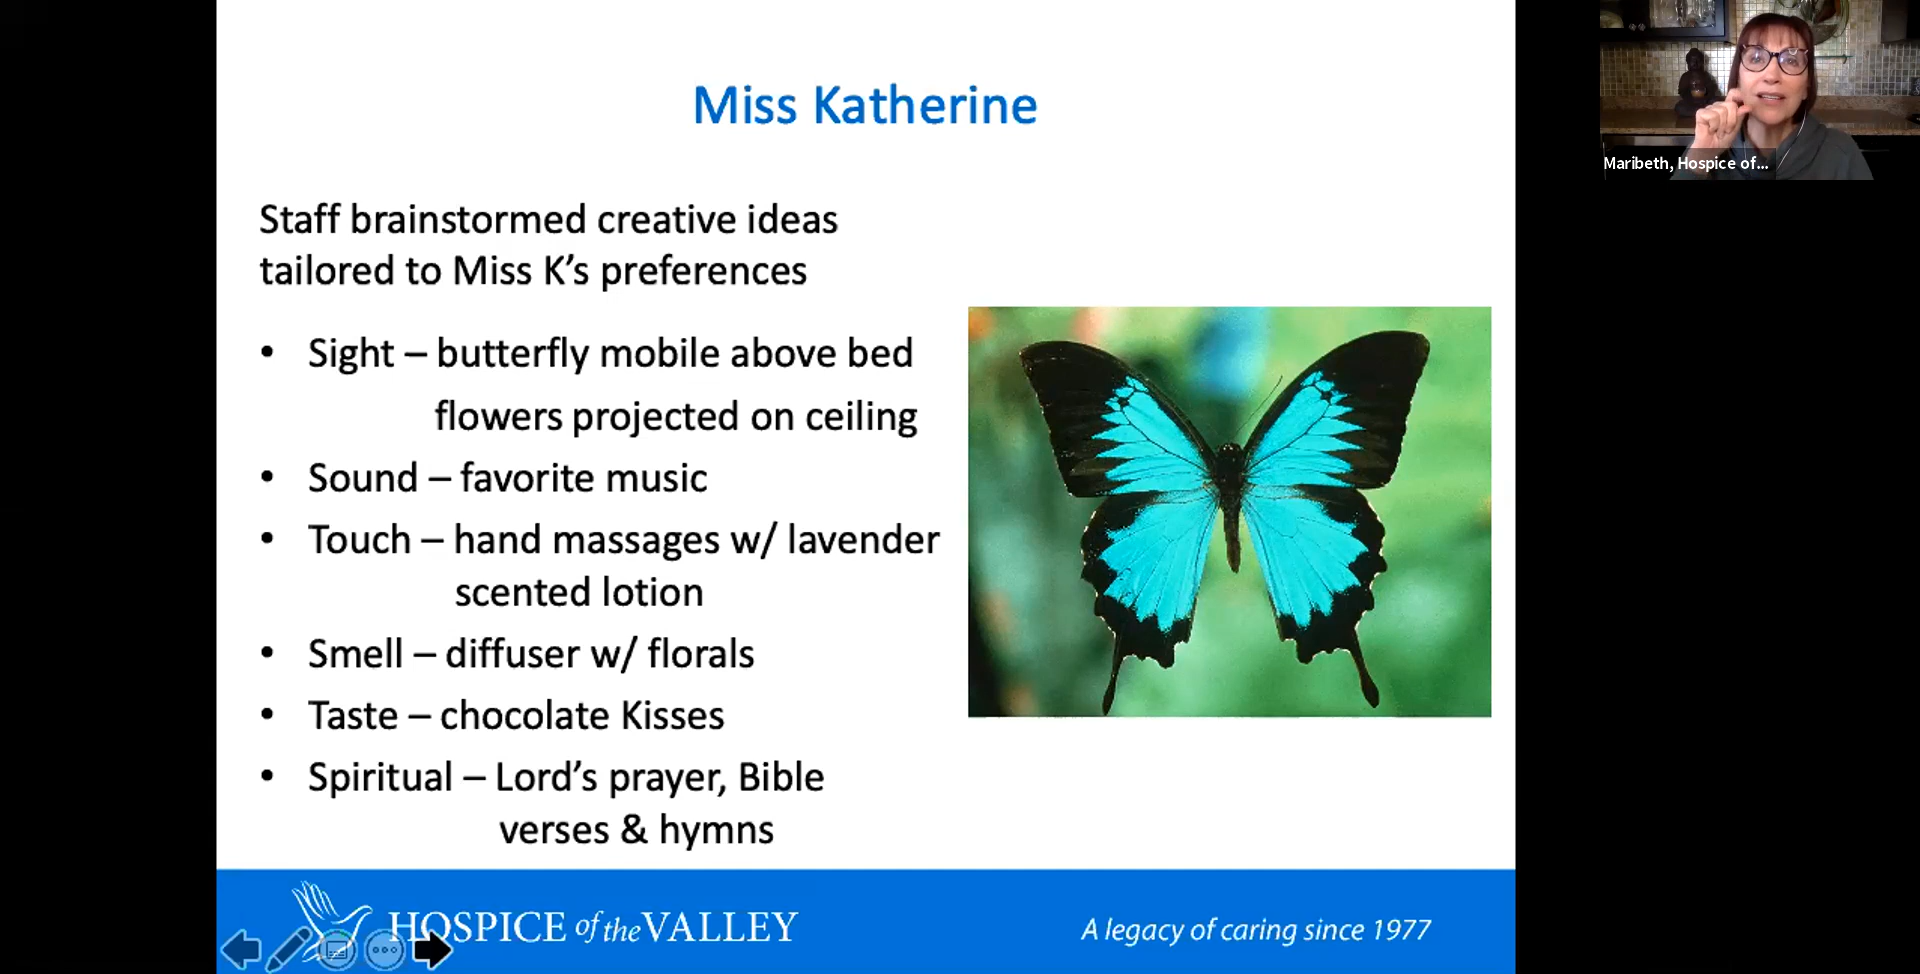 Miss Katherine
Staff brainstormed creative ideas
tailored to Miss K’s preferences
• Sight – butterfly mobile above bed
flowers projected on ceiling
• Sound – favorite music
• Touch – hand massages w/ lavender
scented lotion
• Smell – diffuser w/ florals
• Taste – chocolate Kisses
• Spiritual – Lord’s prayer, Bible
verses & hymns
HOSPICE of the VALLEY
A legacy of caring since 1977
Maribeth, Hospice of...